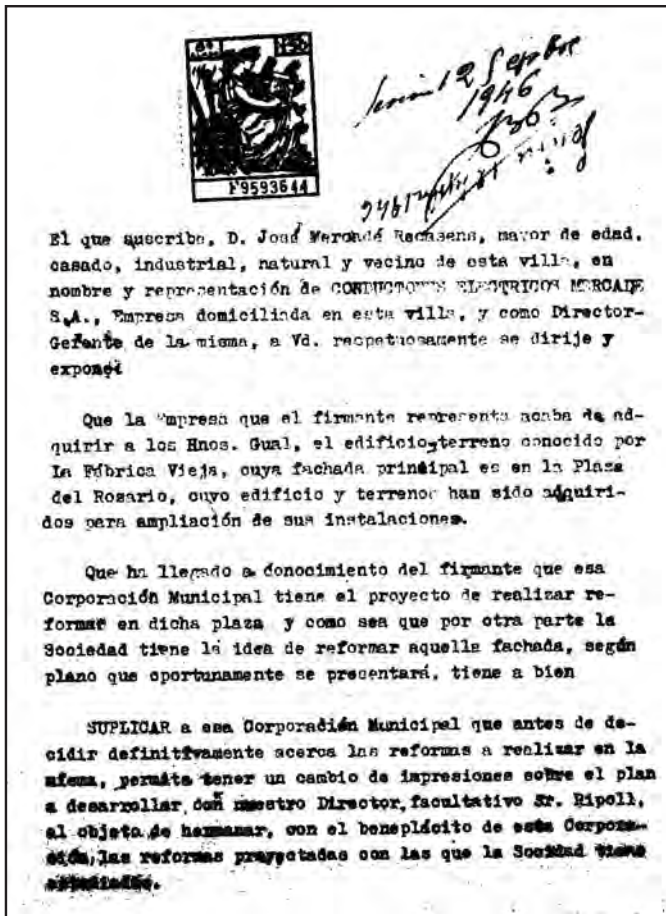 12 Sepbre
1946
F9593644
El que suscribe, D. José Mercadé Recasens, mayor de edad,
casado, industrial, natural y vecino de esta villa, en
nombre y representación de CONDUCTORES ELECTRICOS MERCADE
S.A., Empresa domiciliada en esta villa, y como Director-
Gerente de la misma, a Vd. respetuosamente se dirije y
expone:
Que la Empresa que el firmante representa acaba de ad-
quirir a los Hnos. Gual, el edificio y terreno conocido por
La Fábrica Vieja, cuya fachada principal es en la Plaza
del Rosario, cuyo edificio y terrenos han sido adquiri-
dos para ampliación de sus instalaciones.
Que ha llegado a conocimiento del firmante que esa
Corporación Municipal tiene el proyecto de realizar re-
formas en dicha plaza y como sea que por otra parte la
Sociedad tiene la idea de reformar aquella fachada, según
plano que oportunamente se presentará, tiene a bien
SUPLICAR a esa Corporación Municipal que antes de de-
cidir definitivamente acerca las reformas a realizar en la
misma, permita tener un cambio de impresiones sobre el plan
a desarrollar, con nuestro Director, facultativo Sr. Ripoll,
al objeto de hermanar, con el beneplácito de esta Corpora-
ción, las reformas proyectadas con las que la Sociedad tiene